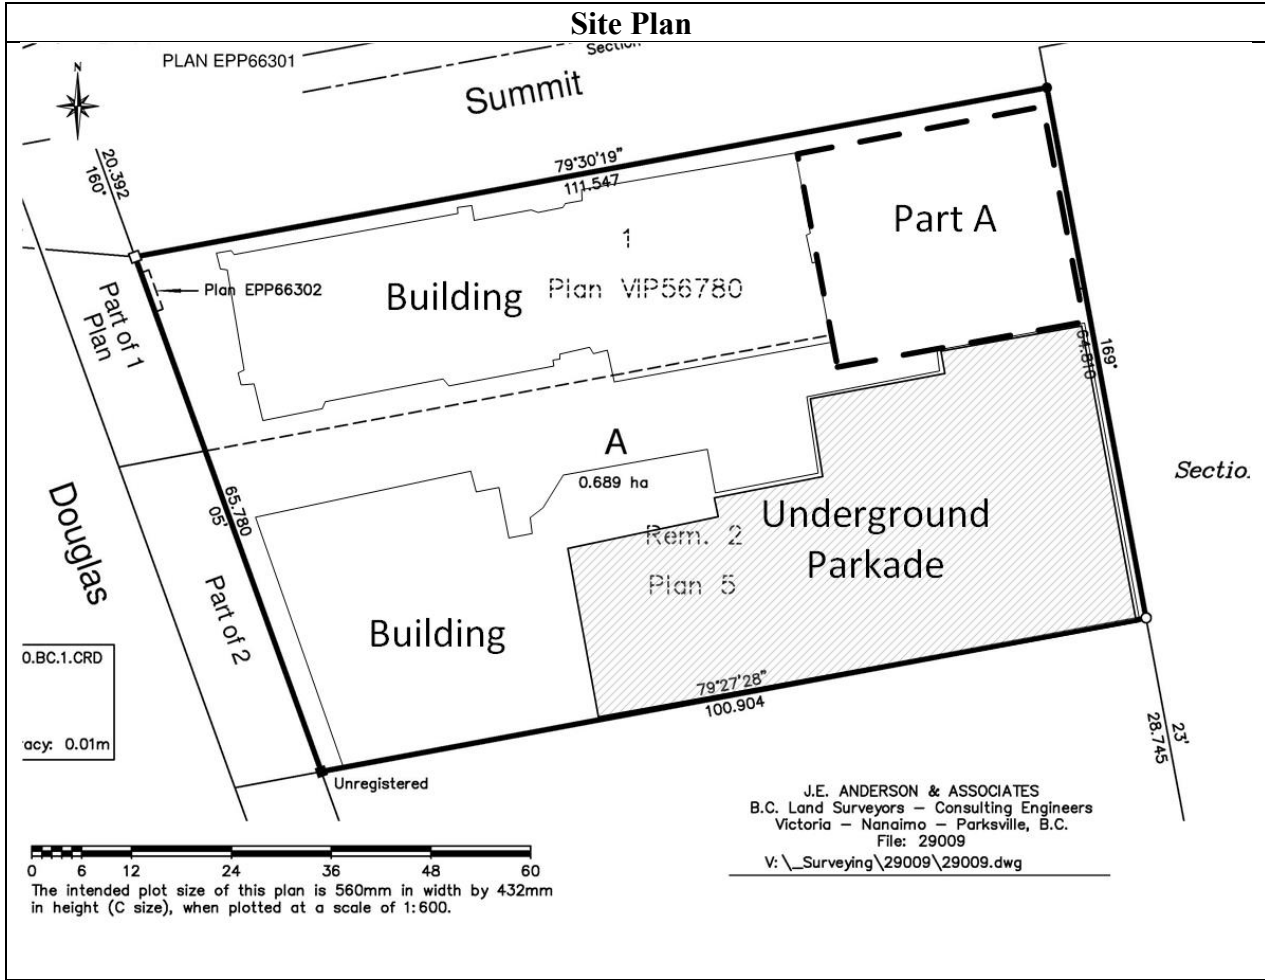 Site Plan
PLAN EPP66301
Section
N
Summit
20.392
160°
79°30'19"
111.547
Part A
1
Building
Plan VIP56780
Plan EPP66302
Part of 1
Plan
64.810
169°
A
0.689 ha
Sectio
Douglas
65.780
05'
Underground
Parkade
Rem. 2
Plan 5
Part of 2
Building
0.BC.1.CRD
acy: 0.01m
79°27'28"
100.904
23'
28.745
Unregistered
J.E. ANDERSON & ASSOCIATES
B.C. Land Surveyors – Consulting Engineers
Victoria – Nanaimo – Parksville, B.C.
File: 29009
V: \_Surveying\29009\29009.dwg
0 6 12 24 36 48 60
The intended plot size of this plan is 560mm in width by 432mm
in height (C size), when plotted at a scale of 1:600.